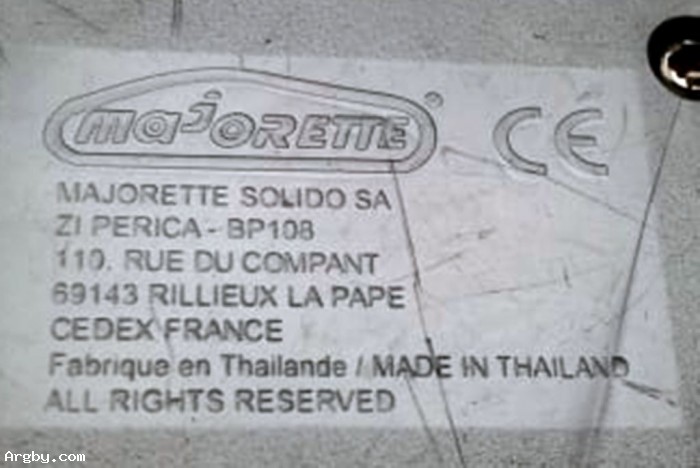 majORETTE ® CE
MAJORETTE SOLIDO SA
ZI PERICA - BP108
110. RUE DU COMPANT
69143 RILLIEUX LA PAPE
CEDEX FRANCE
Fabrique en Thailande / MADE IN THAILAND
ALL RIGHTS RESERVED
Argby.com